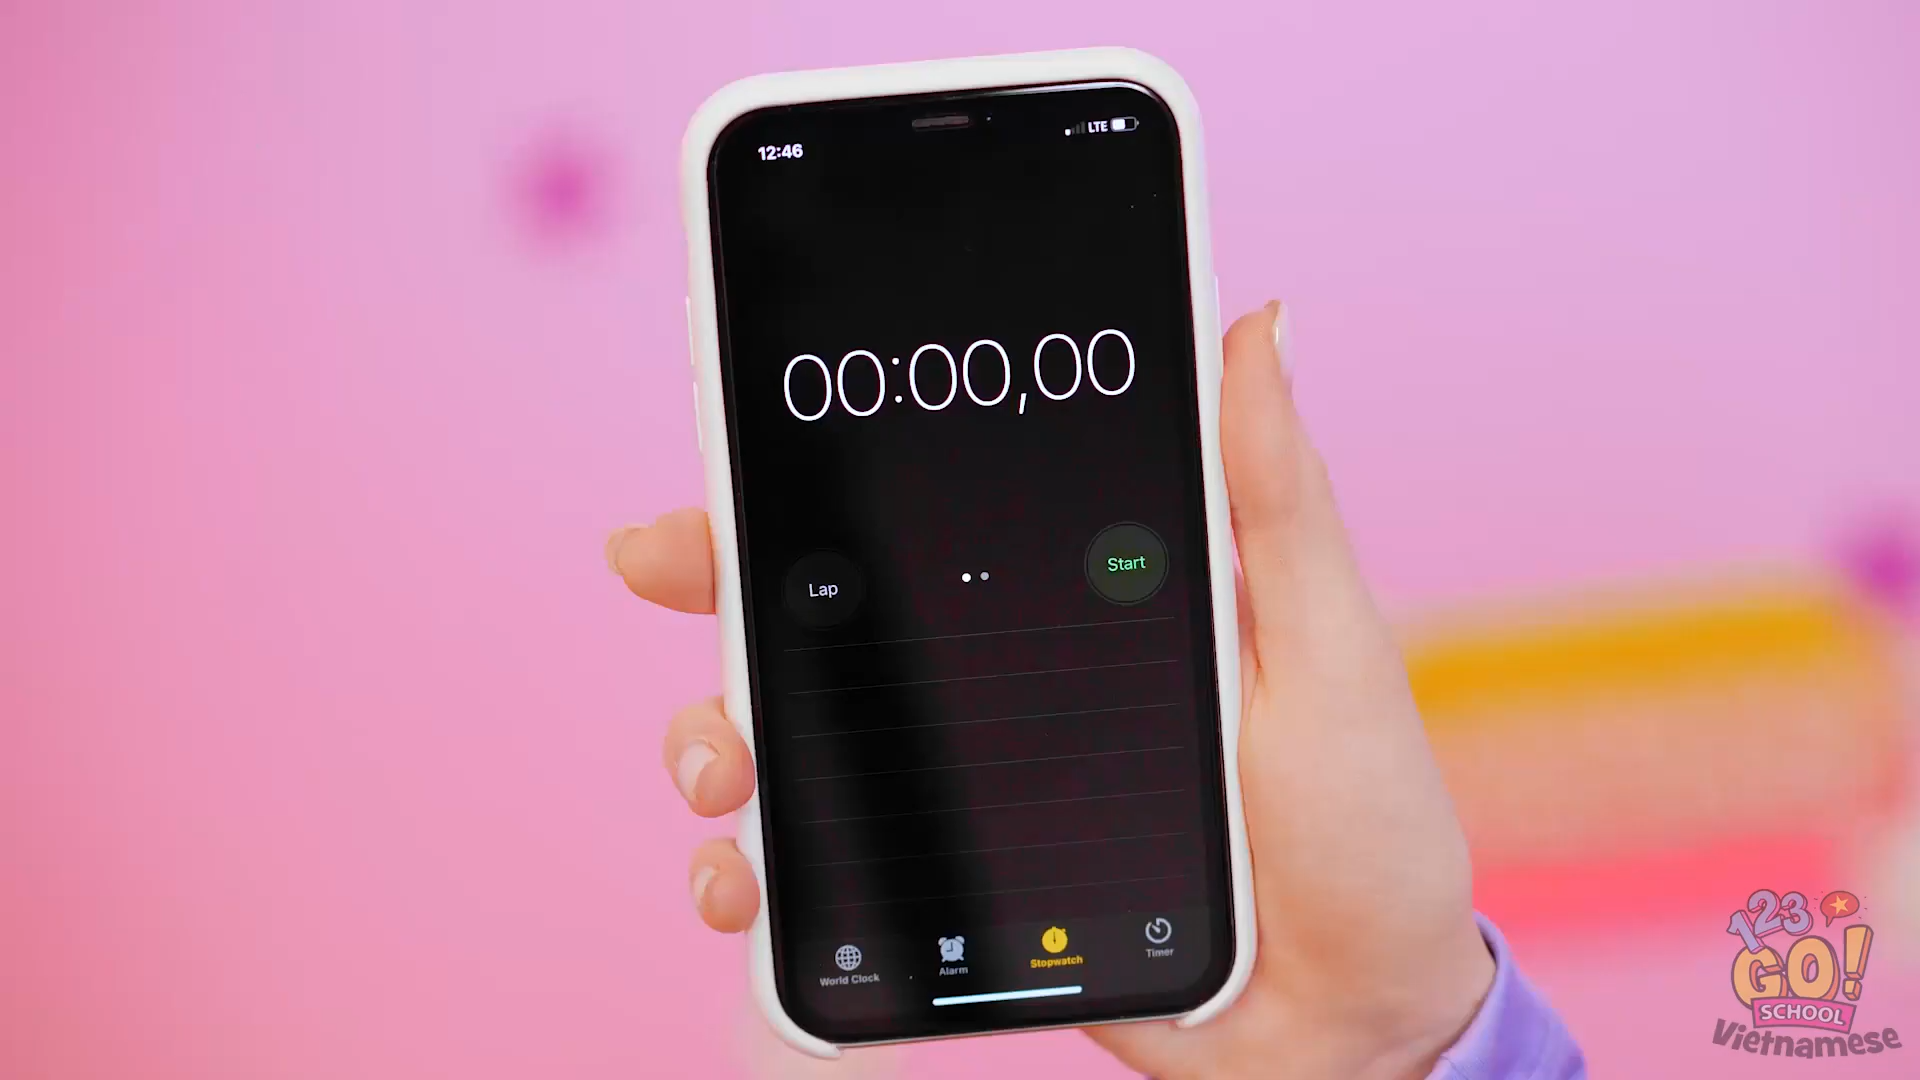 12:46
LTE
00:00,00
Lap
Start
World Clock
Alarm
Stopwatch
Timer
123
GO!
SCHOOL
Vietnamese